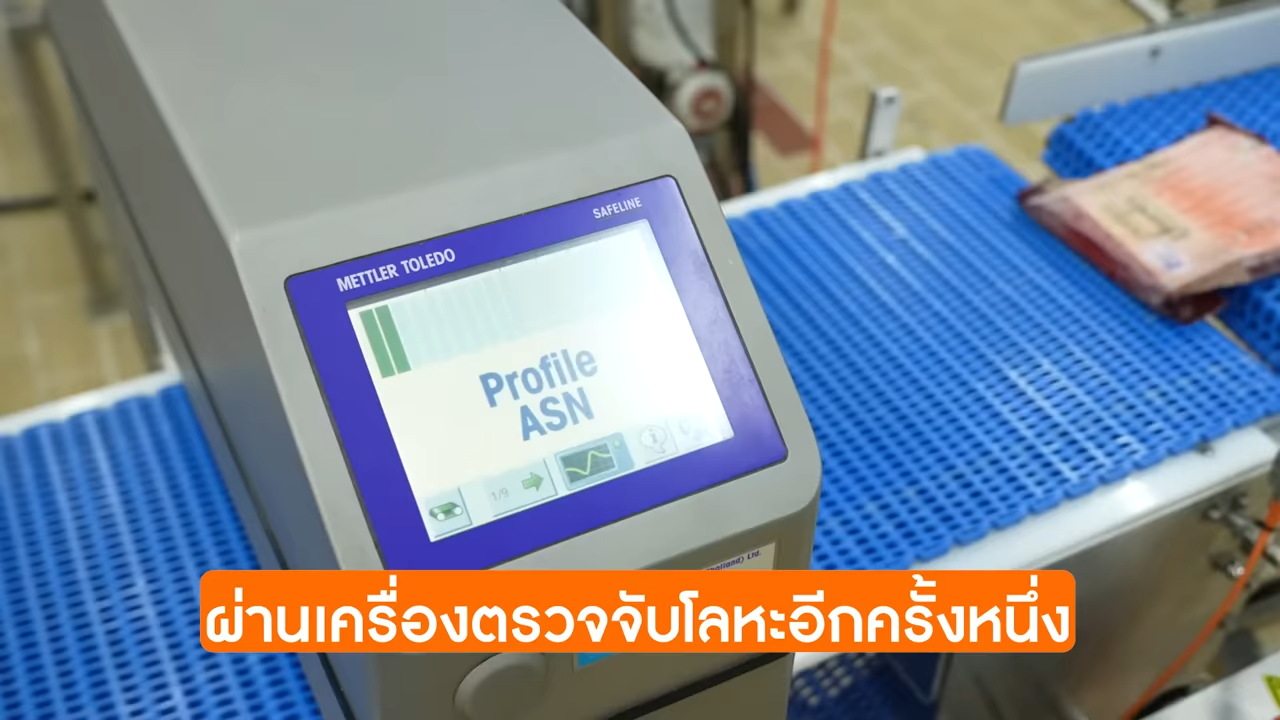 SAFELINE
METTLER TOLEDO
Profile
ASN
1/9
Ltd.
ผ่านเครื่องตรวจจับโลหะอีกครั้งหนึ่ง